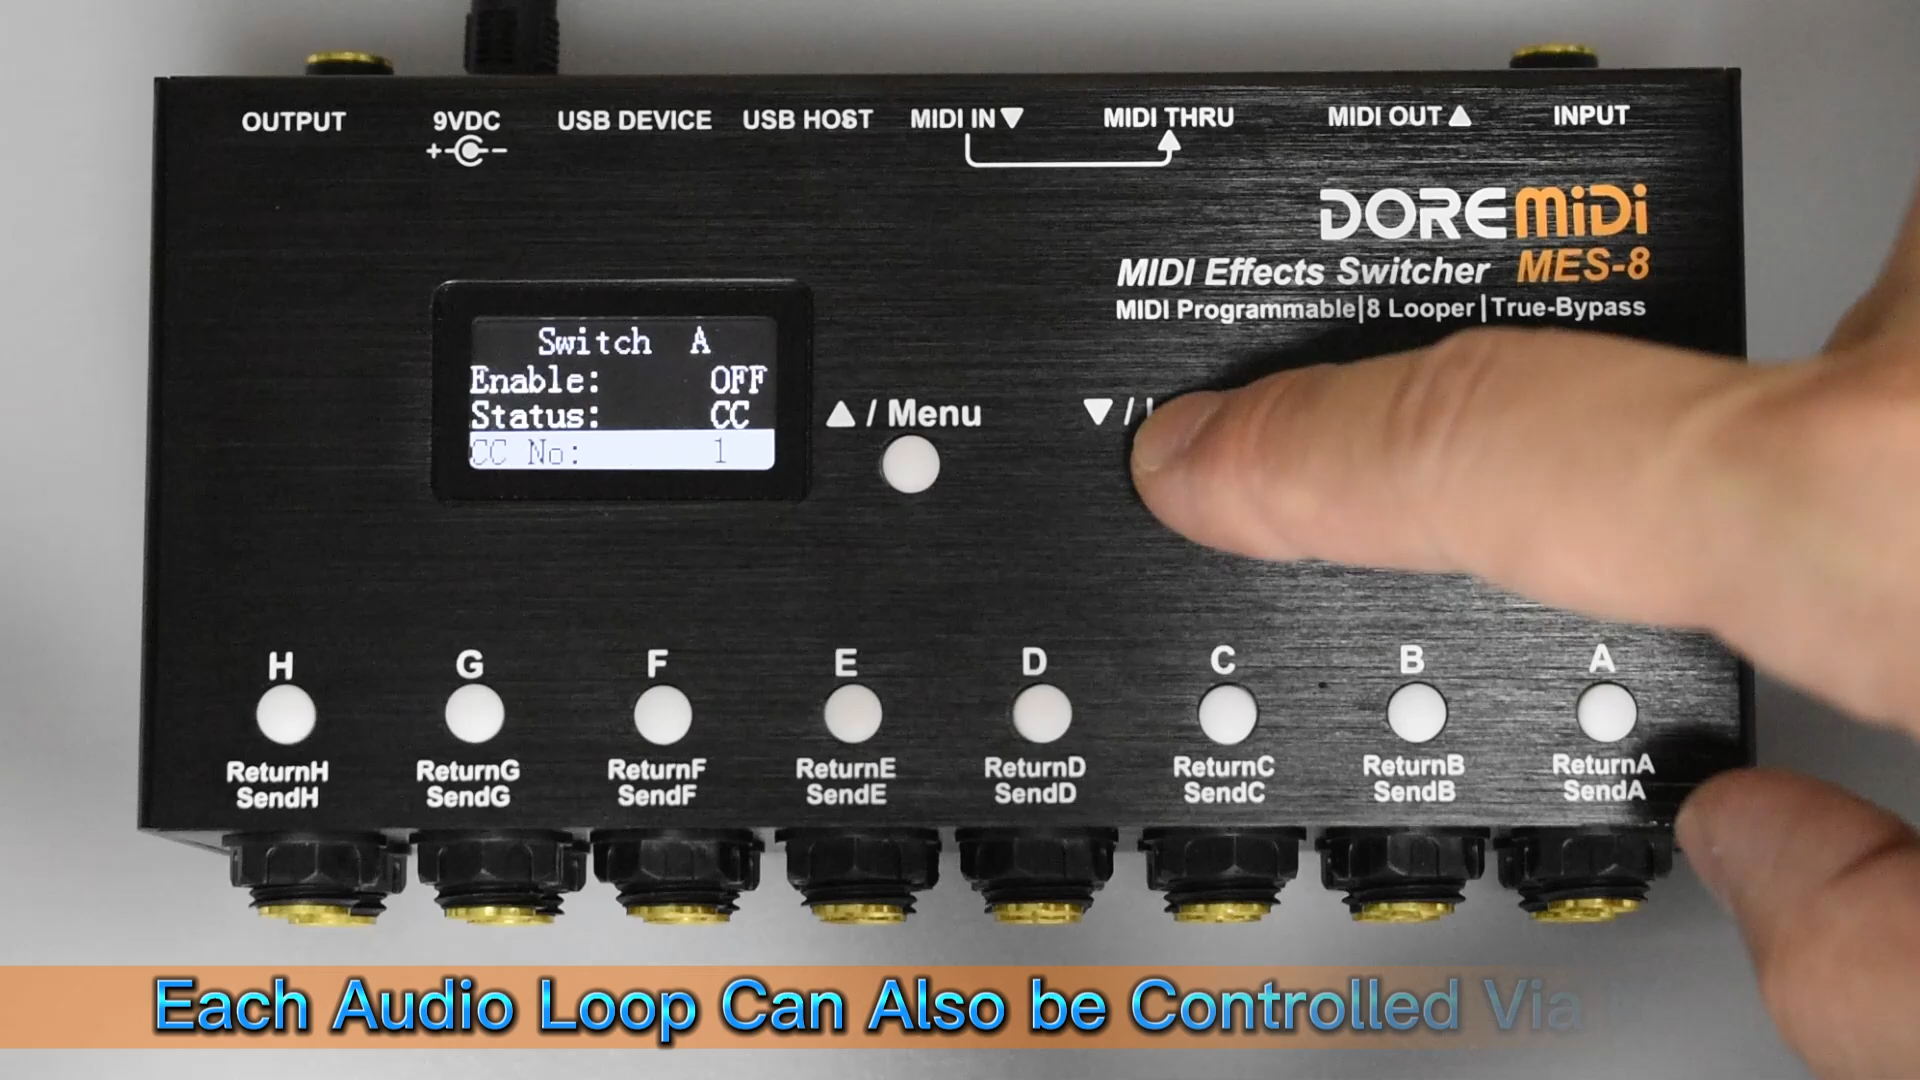 OUTPUT
9VDC
USB DEVICE
USB HOST
MIDI IN
MIDI THRU
MIDI OUT
INPUT
DOREMiDi
MIDI Effects Switcher MES-8
MIDI Programmable|8 Looper|True-Bypass
Switch A
Enable: OFF
Status: CC
CC No: 1
▲ / Menu
▼ /
H
G
F
E
D
C
B
A
ReturnH
SendH
ReturnG
SendG
ReturnF
SendF
ReturnE
SendE
ReturnD
SendD
ReturnC
SendC
ReturnB
SendB
ReturnA
SendA
Each Audio Loop Can Also be Controlled Via